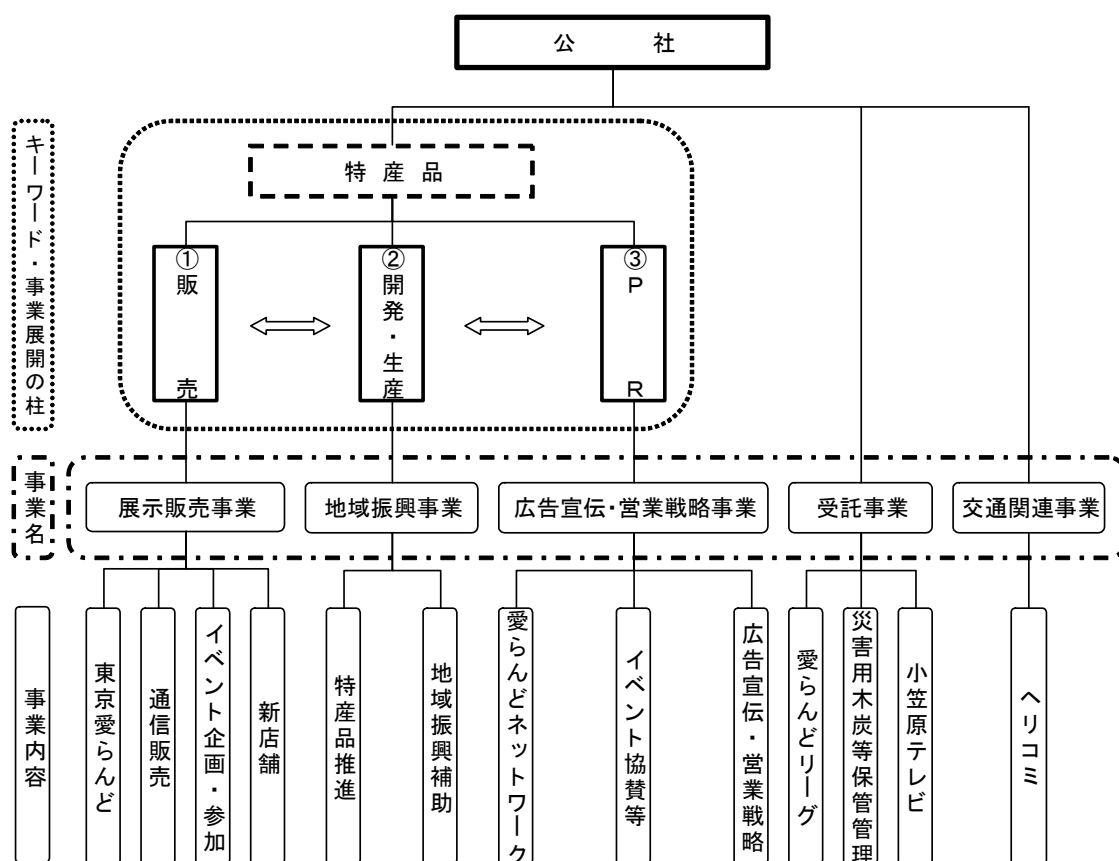 公 社
キーワード・事業展開の柱
特 産 品
①販 売
②開発・生産
③P R
事業名
展示販売事業
地域振興事業
広告宣伝・営業戦略事業
受託事業
交通関連事業
事業内容
東京愛らんど
通信販売
イベント企画・参加
新店舗
特産品推進
地域振興補助
愛らんどネットワーク
イベント協賛等
広告宣伝・営業戦略
愛らんどリーグ
災害用木炭等保管管理
小笠原テレビ
ヘリコミ